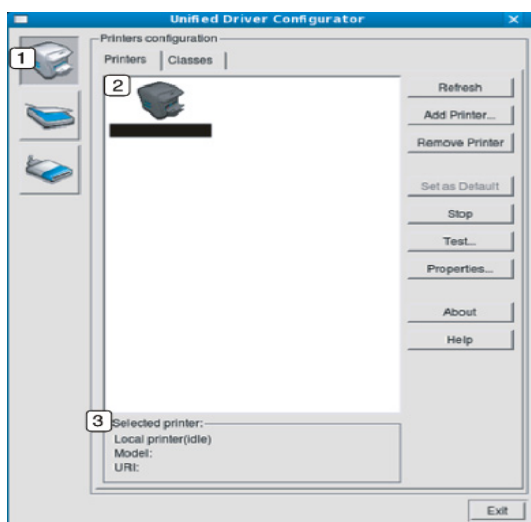 Unified Driver Configurator
Printers configuration
1
Printers
Classes
2
Refresh
Add Printer...
Remove Printer
Set as Default
Stop
Test...
Properties...
About
Help
3
Selected printer:
Local printer(idle)
Model:
URI:
Exit